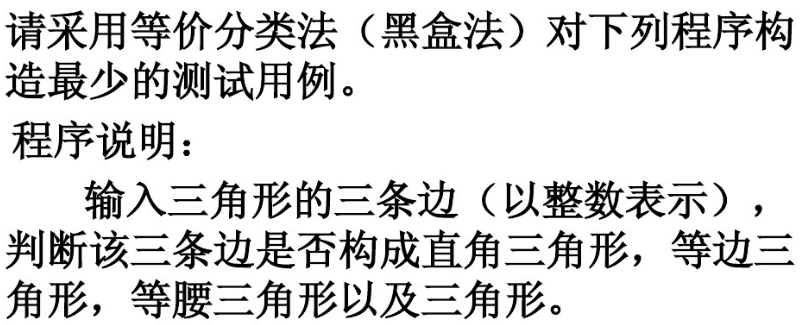 请采用等价分类法（黑盒法）对下列程序构
造最少的测试用例。
程序说明：
输入三角形的三条边（以整数表示），
判断该三条边是否构成直角三角形，等边三
角形，等腰三角形以及三角形。